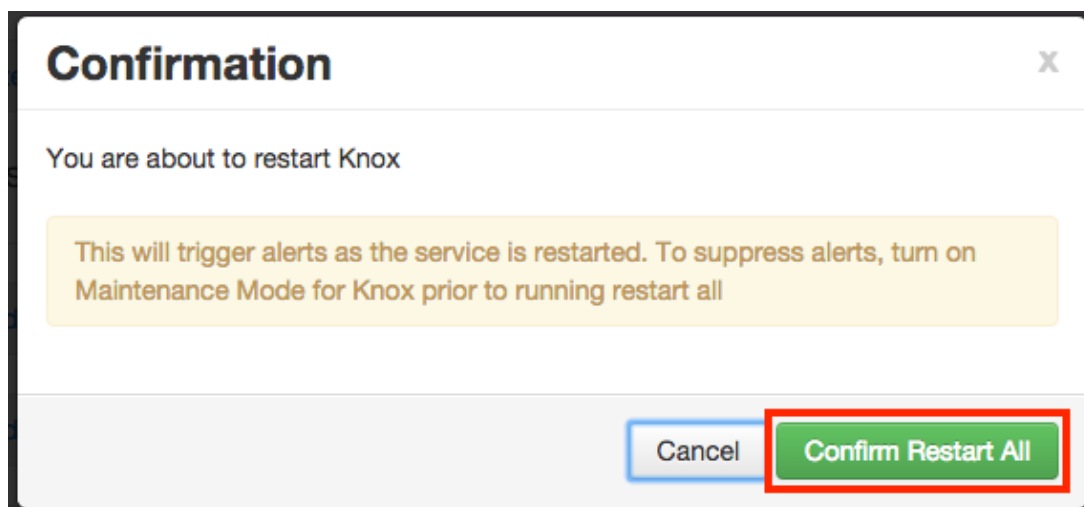 Confirmation
x
You are about to restart Knox
This will trigger alerts as the service is restarted. To suppress alerts, turn on
Maintenance Mode for Knox prior to running restart all
Cancel
Confirm Restart All